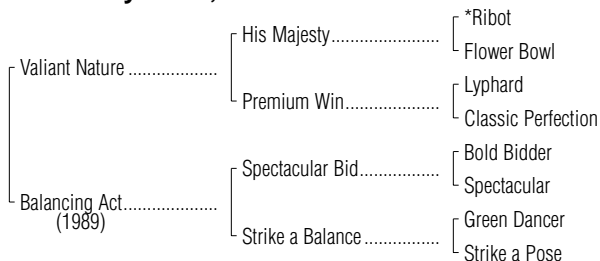 *Ribot
His Majesty....................
Flower Bowl
Valiant Nature ..................
Lyphard
Premium Win..................
Classic Perfection
Bold Bidder
Spectacular Bid................
Spectacular
Balancing Act...................
(1989)
Green Dancer
Strike a Balance ...............
Strike a Pose